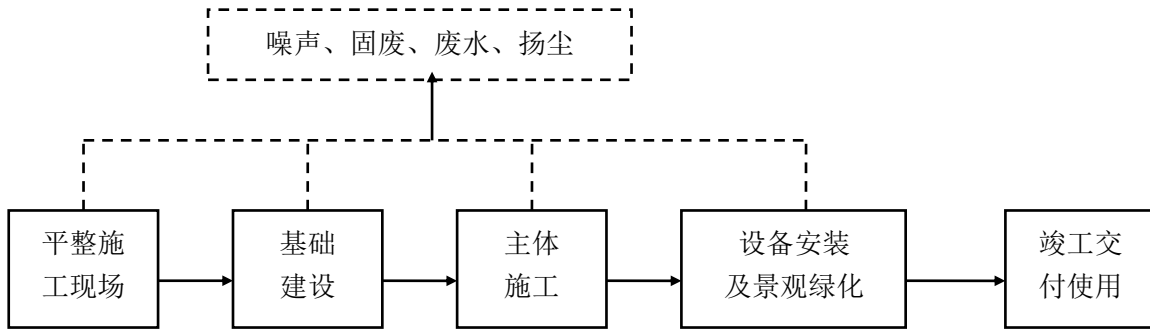 噪声、固废、废水、扬尘
平整施
工现场
基础
建设
主体
施工
设备安装
及景观绿化
竣工交
付使用